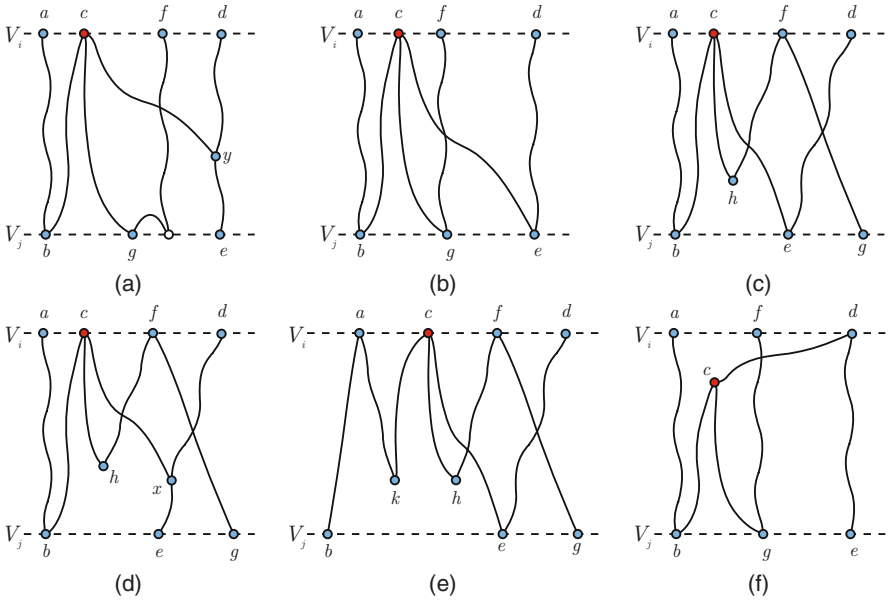 a c f d
V_i
y
V_j
b g e
(a)
a c f d
V_i
V_j
b g e
(b)
a c f d
V_i
h
V_j
b e g
(c)
a c f d
V_i
h
x
V_j
b e g
(d)
a c f d
V_i
k h
V_j
b e g
(e)
a f d
V_i
c
V_j
b g e
(f)